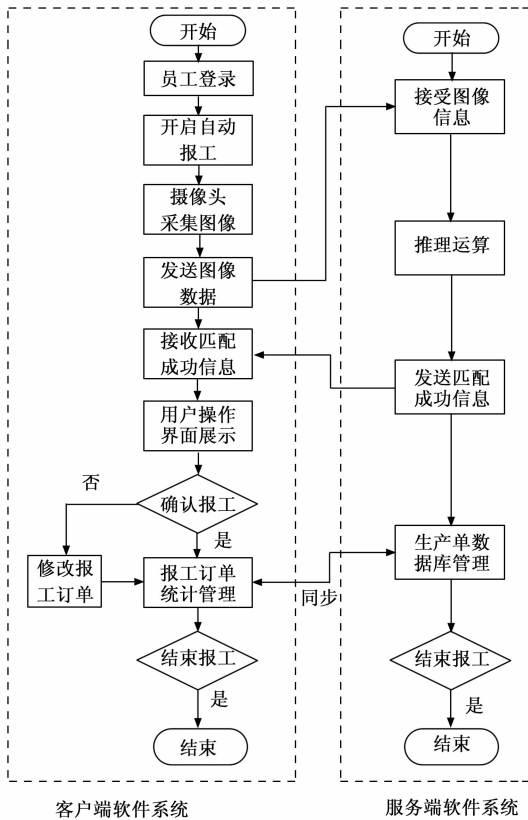 开始
员工登录
开启自动
报工
摄像头
采集图像
发送图像
数据
接收匹配
成功信息
用户操作
界面展示
确认报工
否
是
修改报
工订单
报工订单
统计管理
结束报工
是
结束
客户端软件系统
同步
开始
接受图像
信息
推理运算
发送匹配
成功信息
生产单数
据库管理
结束报工
是
结束
服务端软件系统